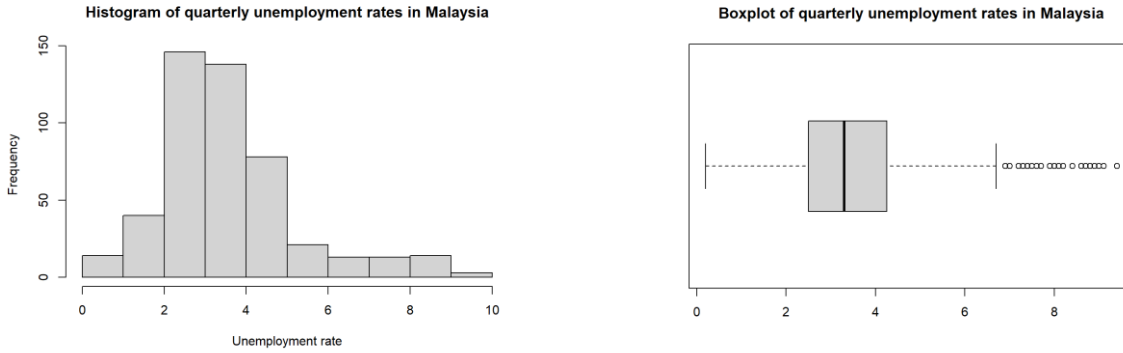 Histogram of quarterly unemployment rates in Malaysia
150
100
50
0
Frequency
0 2 4 6 8 10
Unemployment rate
Boxplot of quarterly unemployment rates in Malaysia
0 2 4 6 8